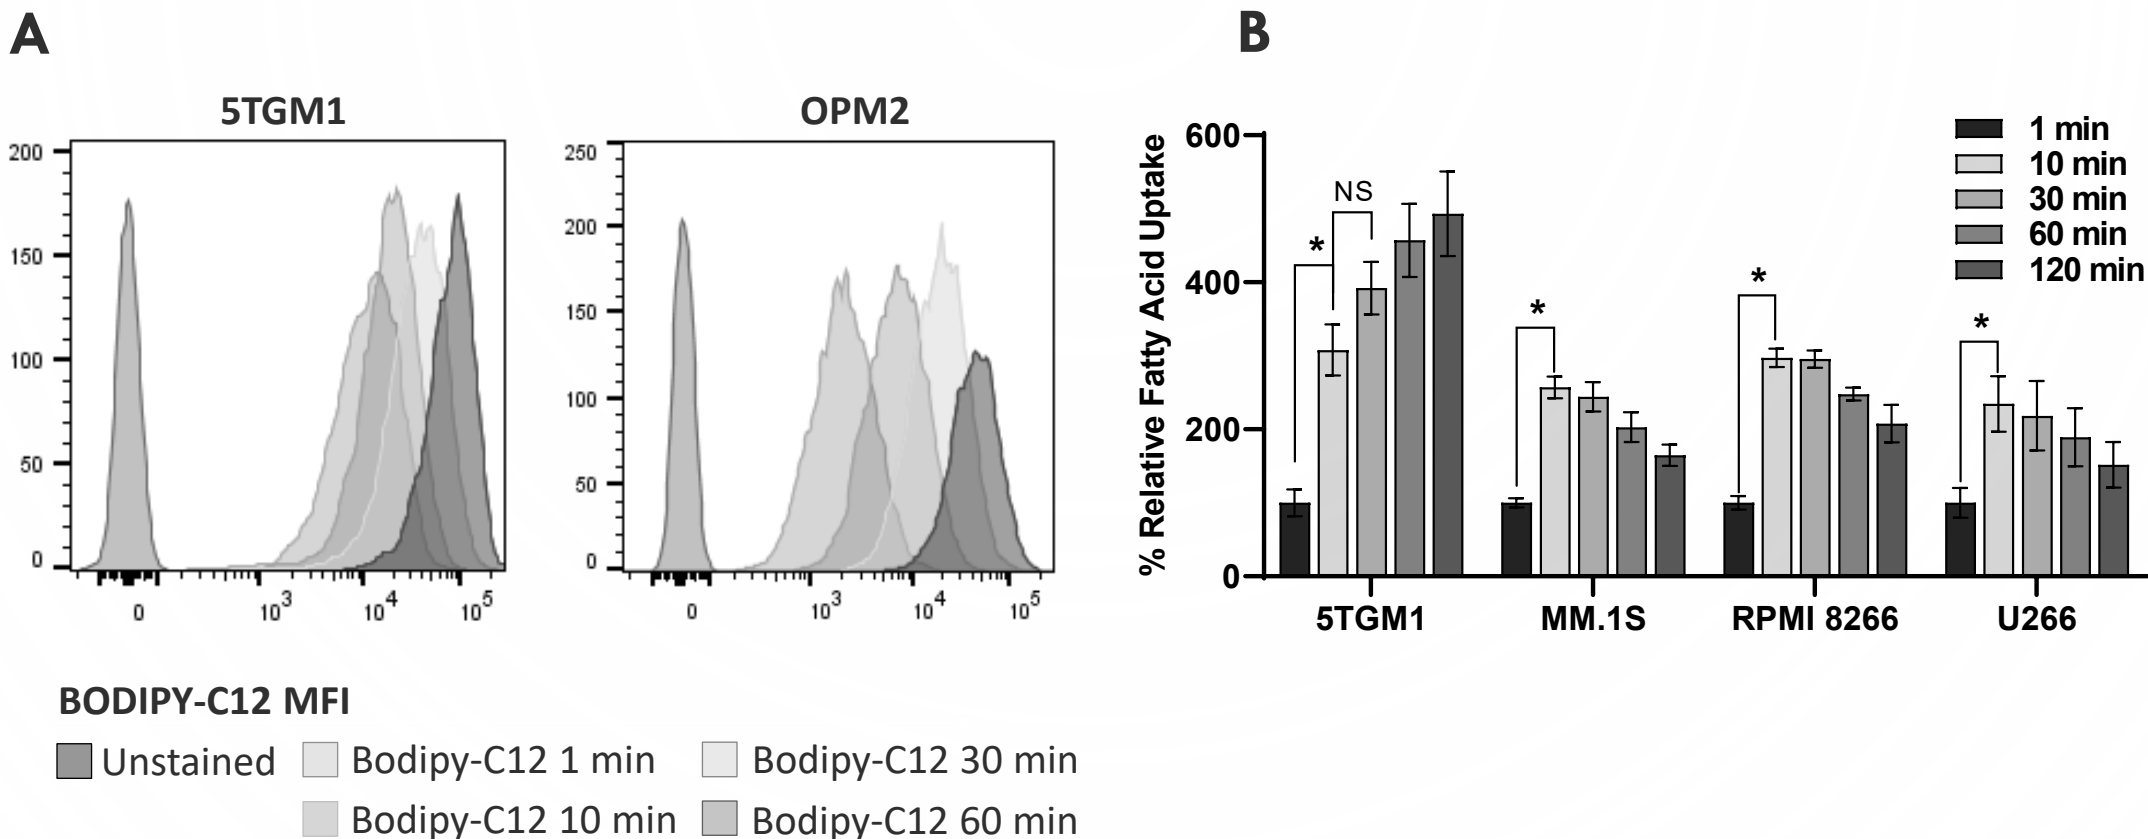 A
B
5TGM1
OPM2
200
150
100
50
0
0
10³
10⁴
10⁵
250
200
150
100
50
0
0
10³
10⁴
10⁵
BODIPY-C12 MFI
Unstained
Bodipy-C12 1 min
Bodipy-C12 30 min
Bodipy-C12 10 min
Bodipy-C12 60 min
% Relative Fatty Acid Uptake
600
400
200
0
*
NS
*
*
*
1 min
10 min
30 min
60 min
120 min
5TGM1
MM.1S
RPMI 8266
U266